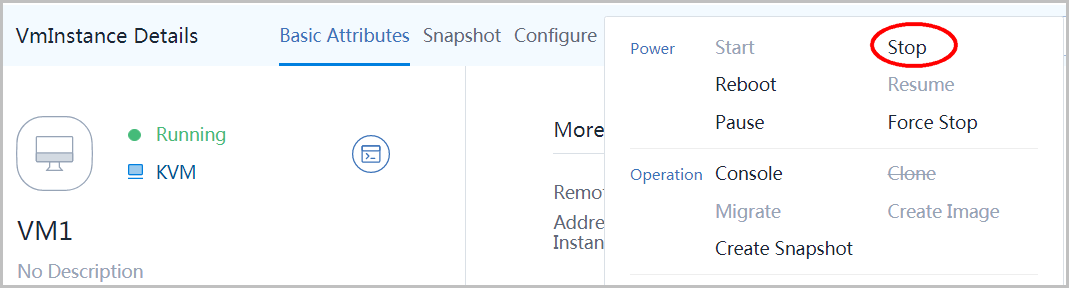 VmInstance Details Basic Attributes Snapshot Configure
Power Start Stop
Reboot Resume
Pause Force Stop
Operation Console Clone
Migrate Create Image
Create Snapshot
Running
KVM
VM1
No Description
More
Remo
Addre
Instan